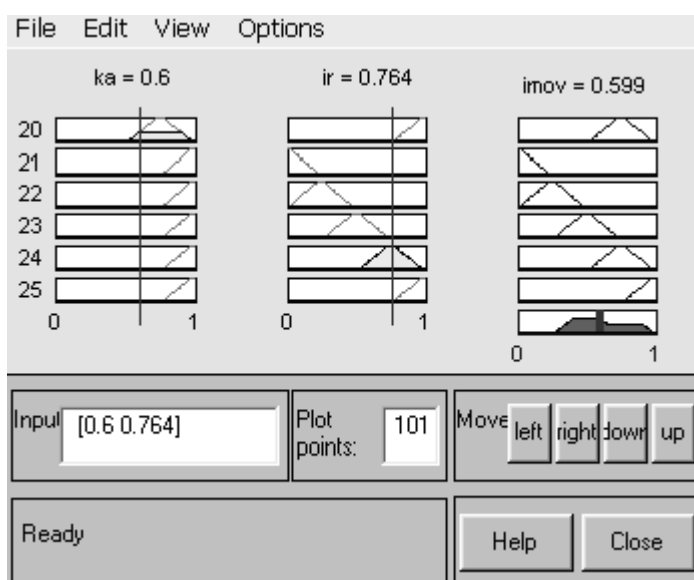 File Edit View Options
ka = 0.6 ir = 0.764 imov = 0.599
20
21
22
23
24
25
0 1 0 1 0 1
Input [0.6 0.764] Plot points: 101 Move left right down up
Ready Help Close